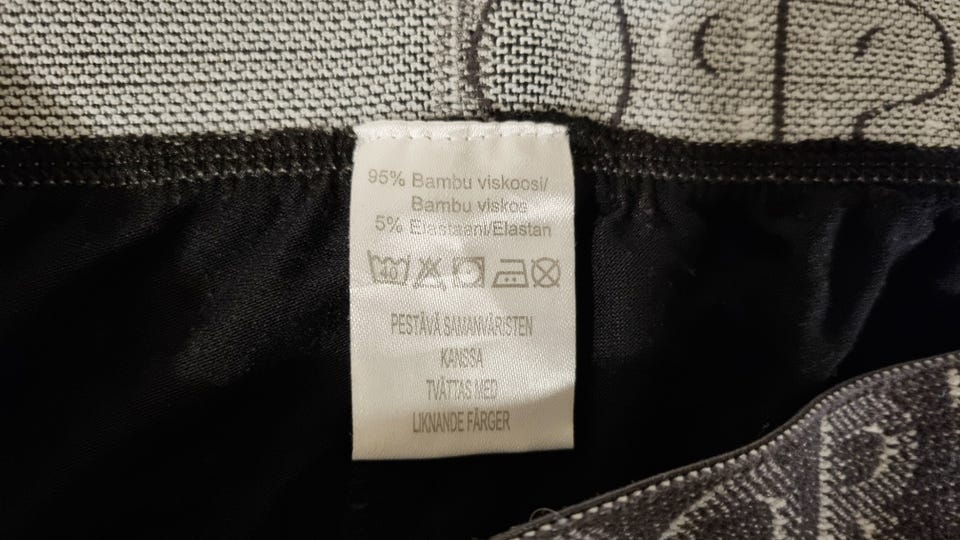 95% Bambu viskoosi/
Bambu viskos
5% Elastaani/Elastan
40
PESTÄVÄ SAMANVÄRISTEN
KANSSA
TVÄTTAS MED
LIKNANDE FÄRGER